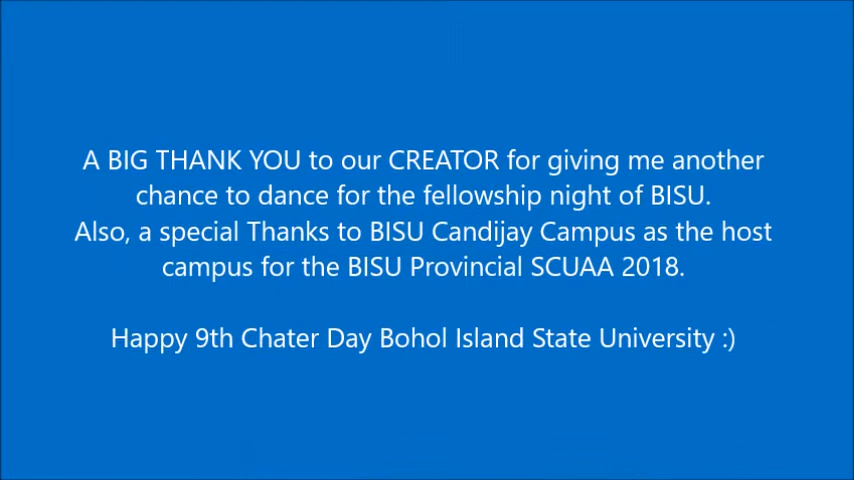 A BIG THANK YOU to our CREATOR for giving me another
chance to dance for the fellowship night of BISU.
Also, a special Thanks to BISU Candijay Campus as the host
campus for the BISU Provincial SCUAA 2018.
Happy 9th Chater Day Bohol Island State University :)